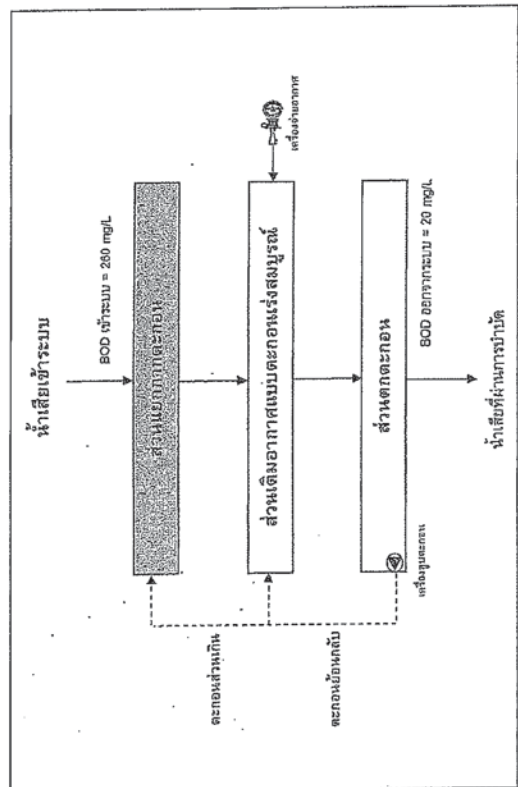 น้ำเสียเข้าระบบ
BOD เข้าระบบ = 260 mg/L
ส่วนแยกกากตะกอน
ส่วนเติมอากาศแบบตะกอนเร่งสมบูรณ์
เครื่องจ่ายอากาศ
ส่วนตกตะกอน
เครื่องสูบตะกอน
ตะกอนส่วนเกิน
ตะกอนย้อนกลับ
BOD ออกจากระบบ = 20 mg/L
น้ำเสียที่ผ่านการบำบัด